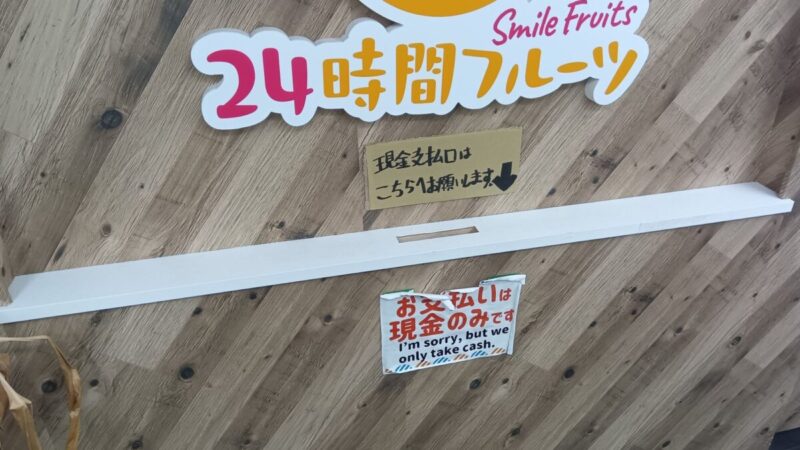 Smile Fruits
24時間フルーツ
現金支払口は
こちらへお願いします。↓
お支払いは
現金のみです
I'm sorry, but we
only take cash.